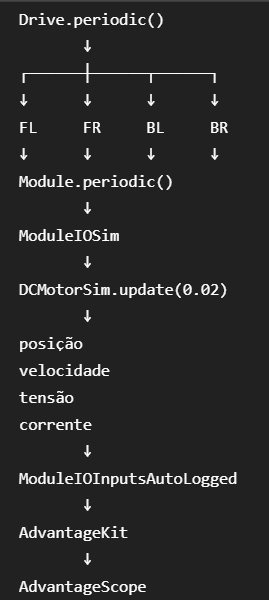 Drive.periodic()
↓
┌───────┼───────┬───────┐
↓ ↓ ↓ ↓
FL FR BL BR
↓ ↓ ↓ ↓
Module.periodic()
↓
ModuleIOSim
↓
DCMotorSim.update(0.02)
↓
posição
velocidade
tensão
corrente
↓
ModuleIOInputsAutoLogged
↓
AdvantageKit
↓
AdvantageScope